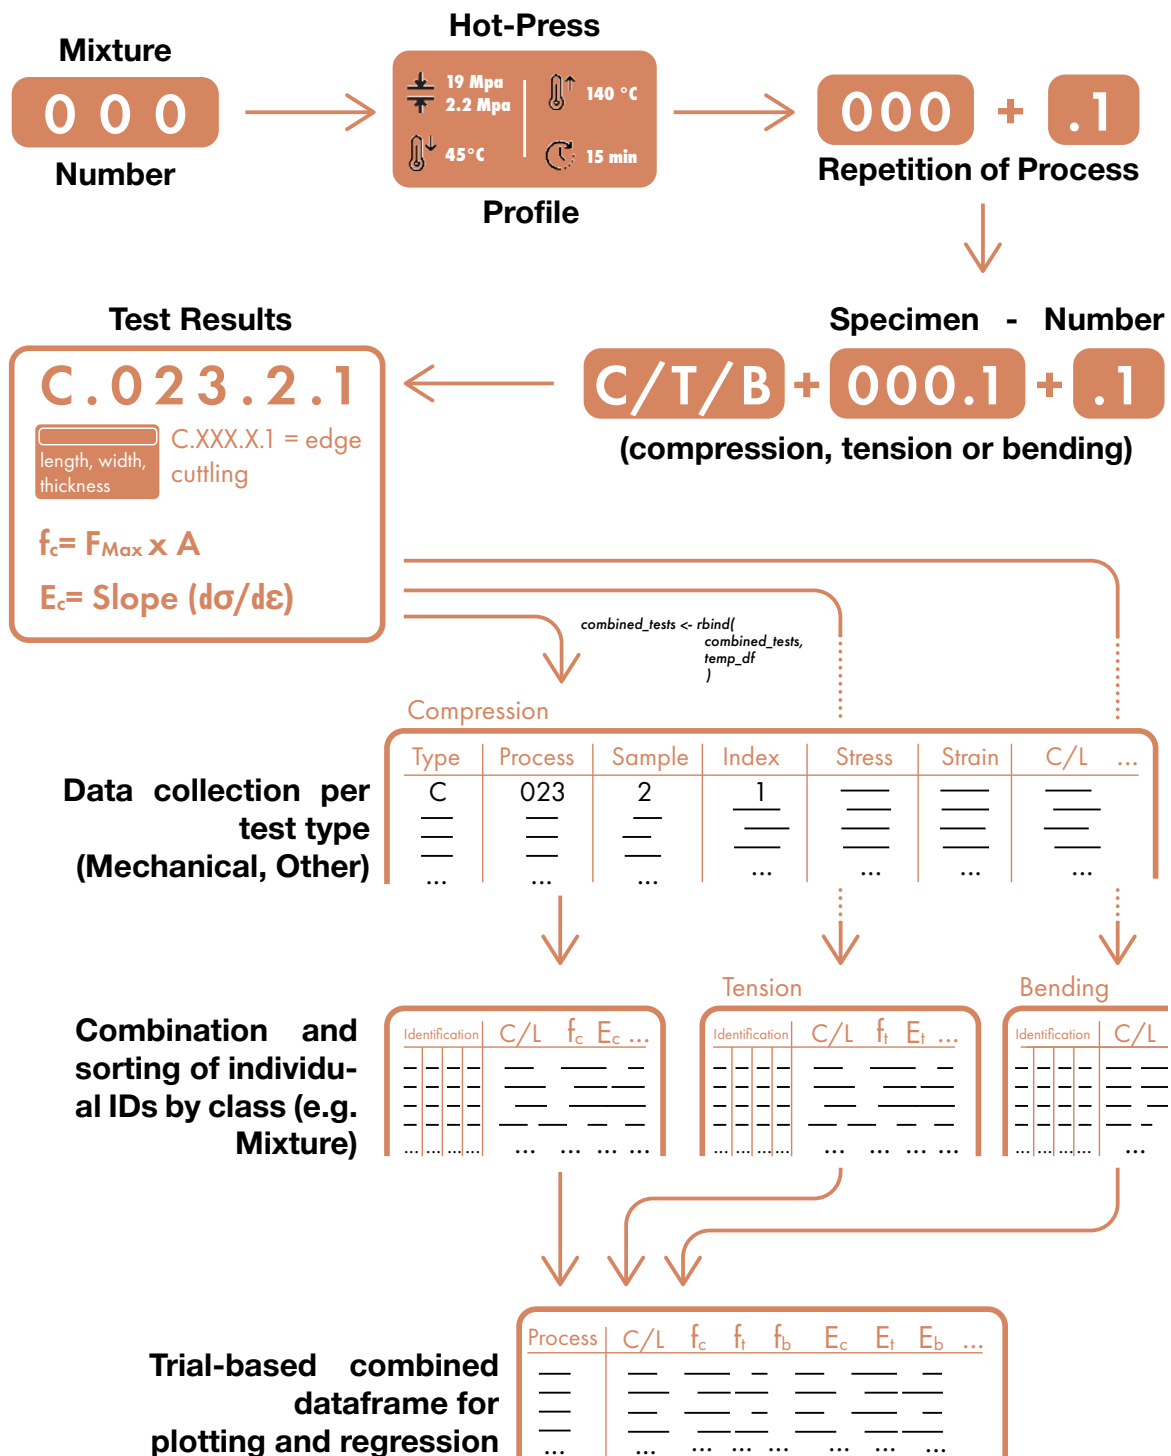 Mixture
0 0 0
Number
Hot-Press
19 Mpa
2.2 Mpa
140 °C
45°C
15 min
Profile
000 + .1
Repetition of Process
Specimen - Number
C/T/B + 000.1 + .1
(compression, tension or bending)
Test Results
C.023.2.1
length, width,
thickness
C.XXX.X.1 = edge
cuttling
fc= FMax x A
Ec= Slope (dσ/dε)
combined_tests <- rbind(
combined_tests,
temp_df
)
Compression
Type Process Sample Index Stress Strain C/L ...
C 023 2 1
... ... ... ... ... ... ...
Data collection per
test type
(Mechanical, Other)
Tension
Bending
Combination and
sorting of individu-
al IDs by class (e.g.
Mixture)
Identification C/L fc Ec ...
... ... ... ... ... ... ... ...
Identification C/L ft Et ...
... ... ... ... ... ... ... ...
Identification C/L
... ... ... ... ...
Trial-based combined
dataframe for
plotting and regression
Process C/L fc ft fb Ec Et Eb ...
... ... ... ... ... ... ... ...